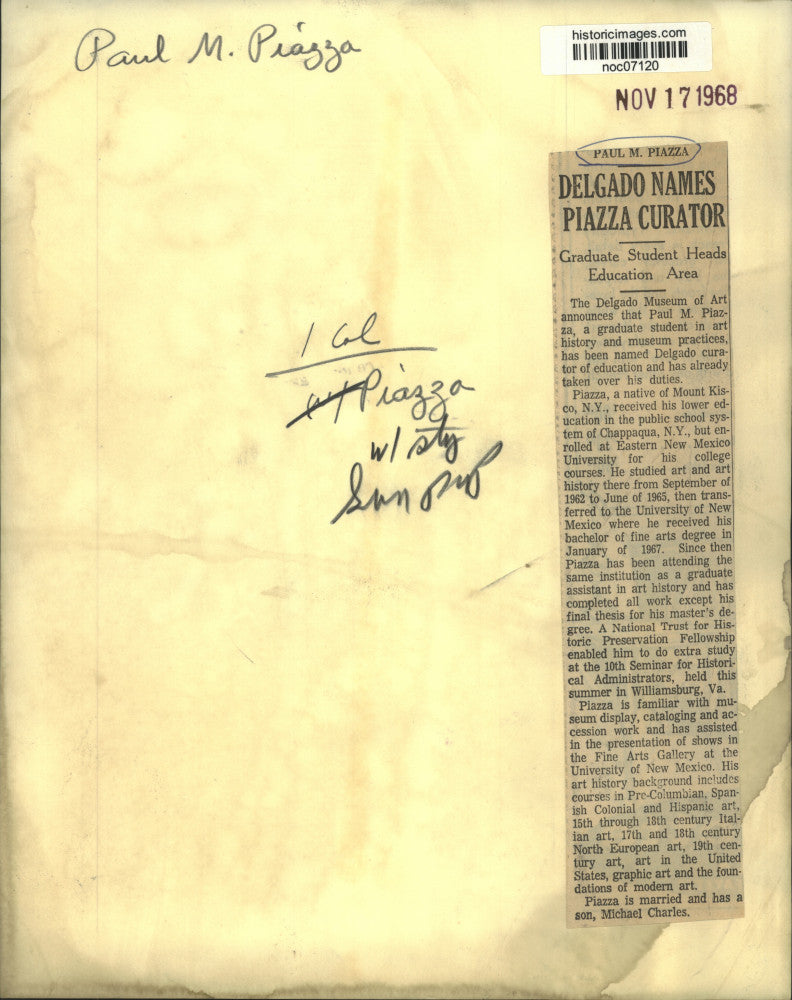 Paul M. Piazza
historicimages.com
noc07120
NOV 17 1968
PAUL M. PIAZZA
DELGADO NAMES
PIAZZA CURATOR
Graduate Student Heads
Education Area
The Delgado Museum of Art
announces that Paul M. Piaz-
za, a graduate student in art
history and museum practices,
has been named Delgado cura-
tor of education and has already
taken over his duties.
Piazza, a native of Mount Kis-
co, N.Y., received his lower ed-
ucation in the public school sys-
tem of Chappaqua, N.Y., but en-
rolled at Eastern New Mexico
University for his college
courses. He studied art and art
history there from September of
1962 to June of 1965, then trans-
ferred to the University of New
Mexico where he received his
bachelor of fine arts degree in
January of 1967. Since then
Piazza has been attending the
same institution as a graduate
assistant in art history and has
completed all work except his
final thesis for his master's de-
gree. A National Trust for His-
toric Preservation Fellowship
enabled him to do extra study
at the 10th Seminar for Histori-
cal Administrators, held this
summer in Williamsburg, Va.
Piazza is familiar with mu-
seum display, cataloging and ac-
cession work and has assisted
in the presentation of shows in
the Fine Arts Gallery at the
University of New Mexico. His
art history background includes
courses in Pre-Columbian, Span-
ish Colonial and Hispanic art,
15th through 18th century Ital-
ian art, 17th and 18th century
North European art, 19th cen-
tury art, art in the United
States, graphic art and the foun-
dations of modern art.
Piazza is married and has a
son, Michael Charles.
1 Col
Piazza
w/ sty
Sun